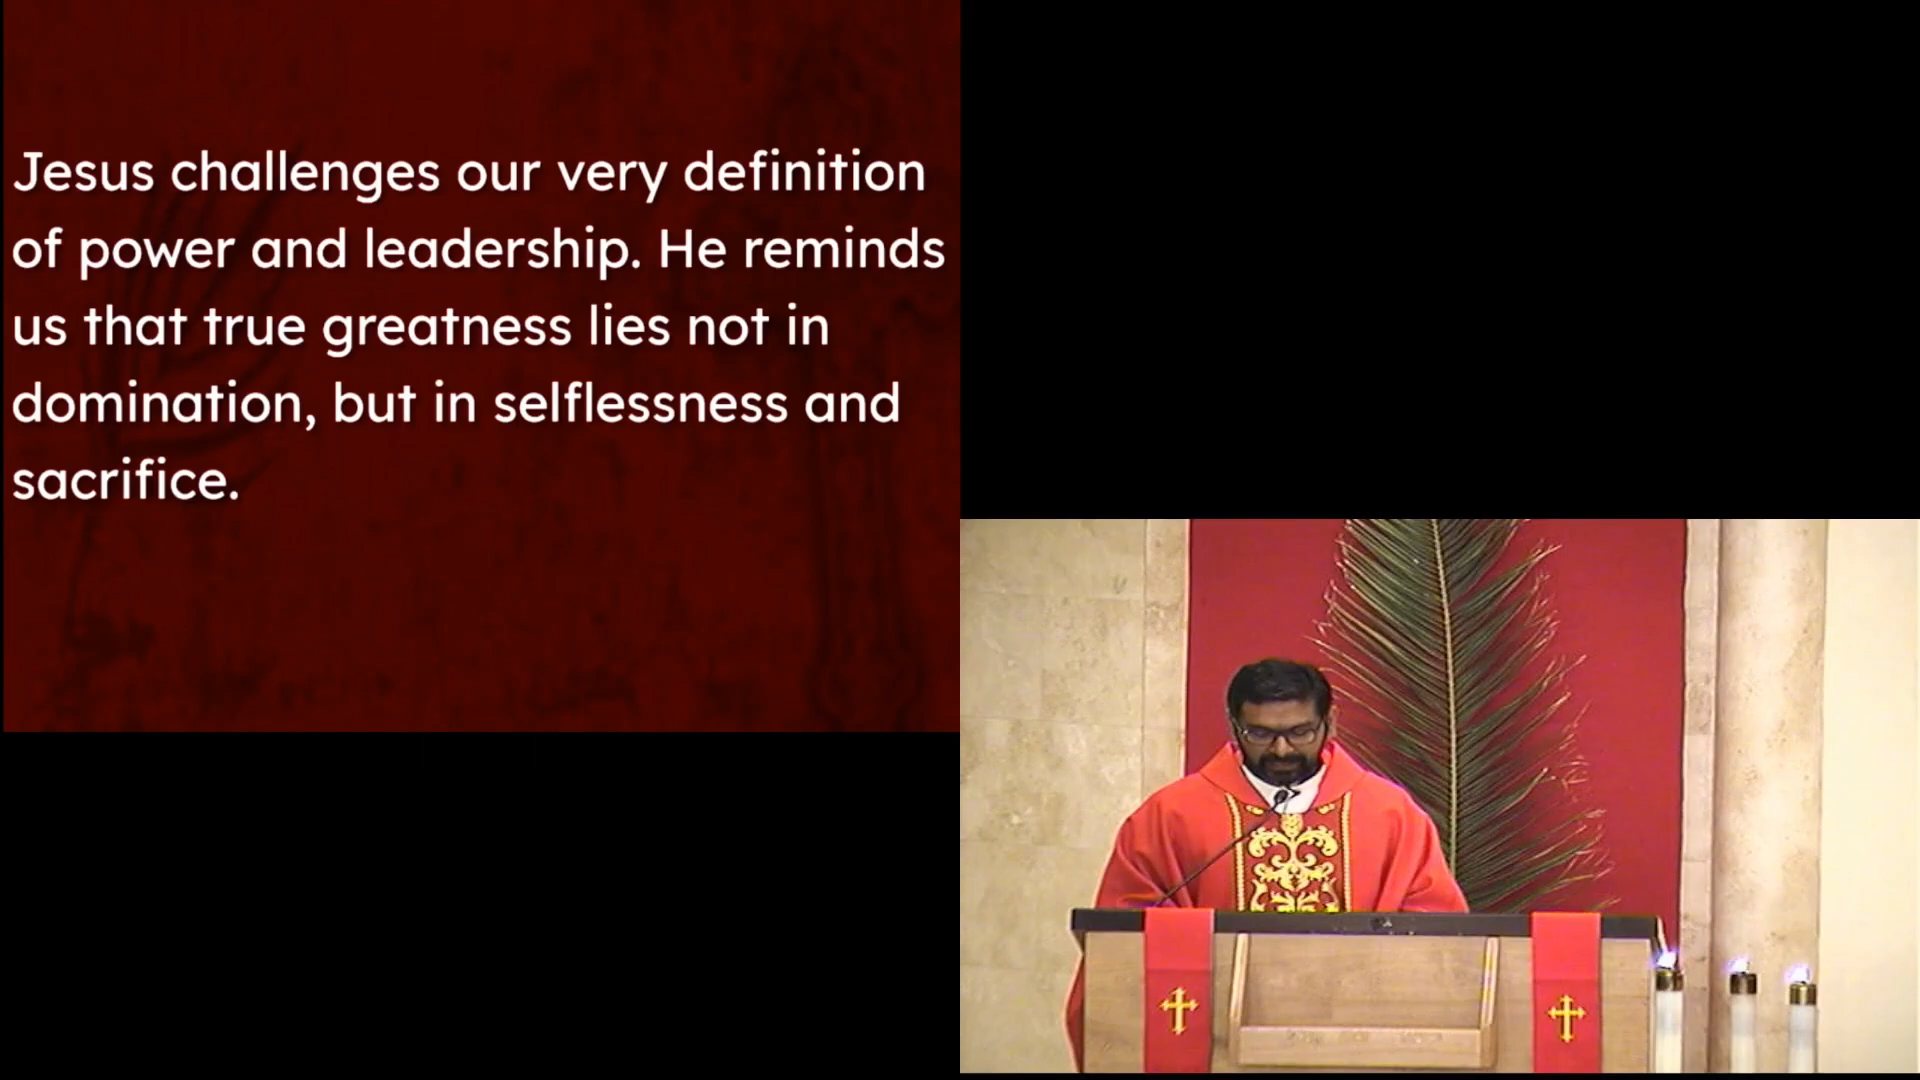 Jesus challenges our very definition
of power and leadership. He reminds
us that true greatness lies not in
domination, but in selflessness and
sacrifice.